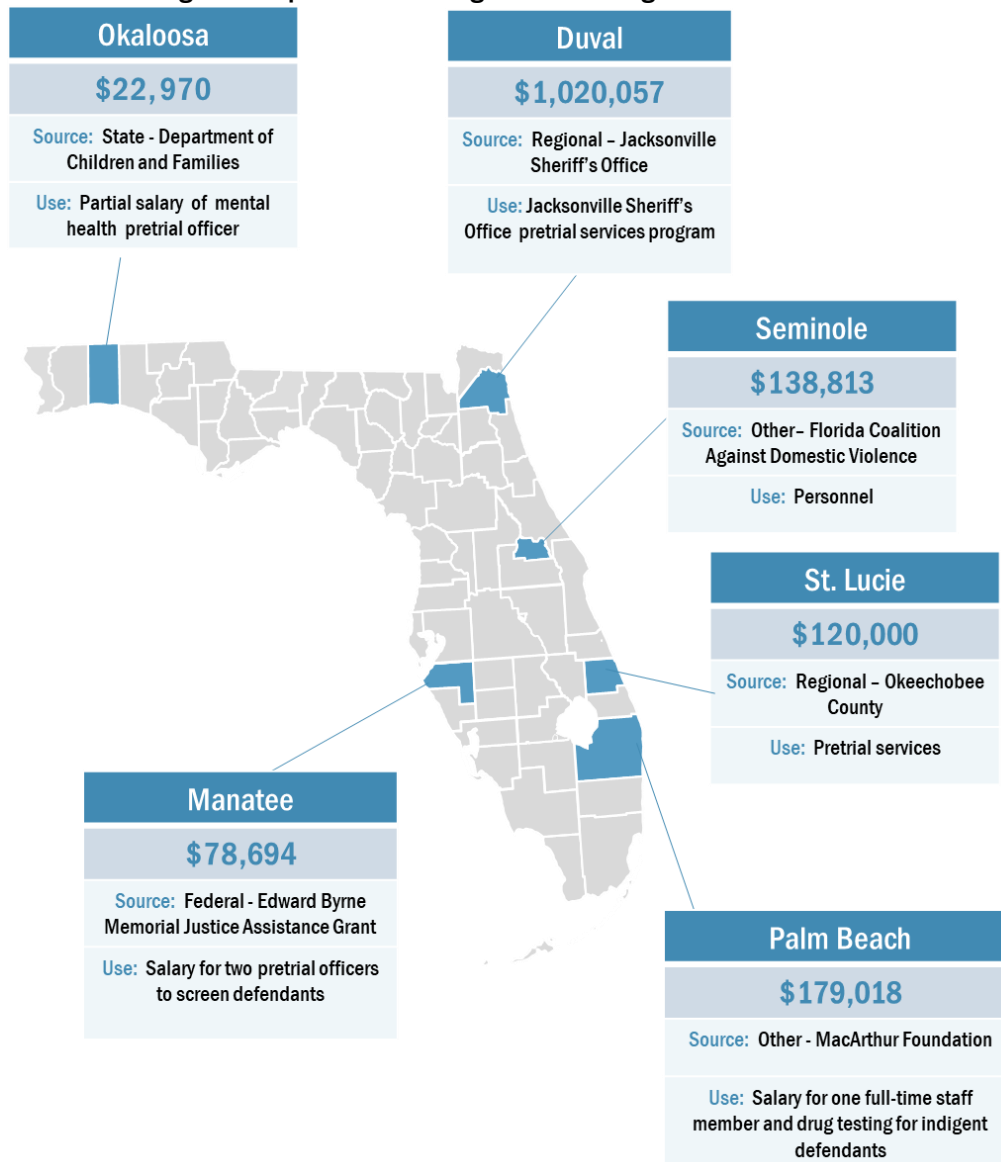 Okaloosa
$22,970
Source: State - Department of
Children and Families
Use: Partial salary of mental
health pretrial officer
Duval
$1,020,057
Source: Regional – Jacksonville
Sheriff's Office
Use: Jacksonville Sheriff's
Office pretrial services program
Seminole
$138,813
Source: Other– Florida Coalition
Against Domestic Violence
Use: Personnel
St. Lucie
$120,000
Source: Regional – Okeechobee
County
Use: Pretrial services
Manatee
$78,694
Source: Federal - Edward Byrne
Memorial Justice Assistance Grant
Use: Salary for two pretrial officers
to screen defendants
Palm Beach
$179,018
Source: Other - MacArthur Foundation
Use: Salary for one full-time staff
member and drug testing for indigent
defendants